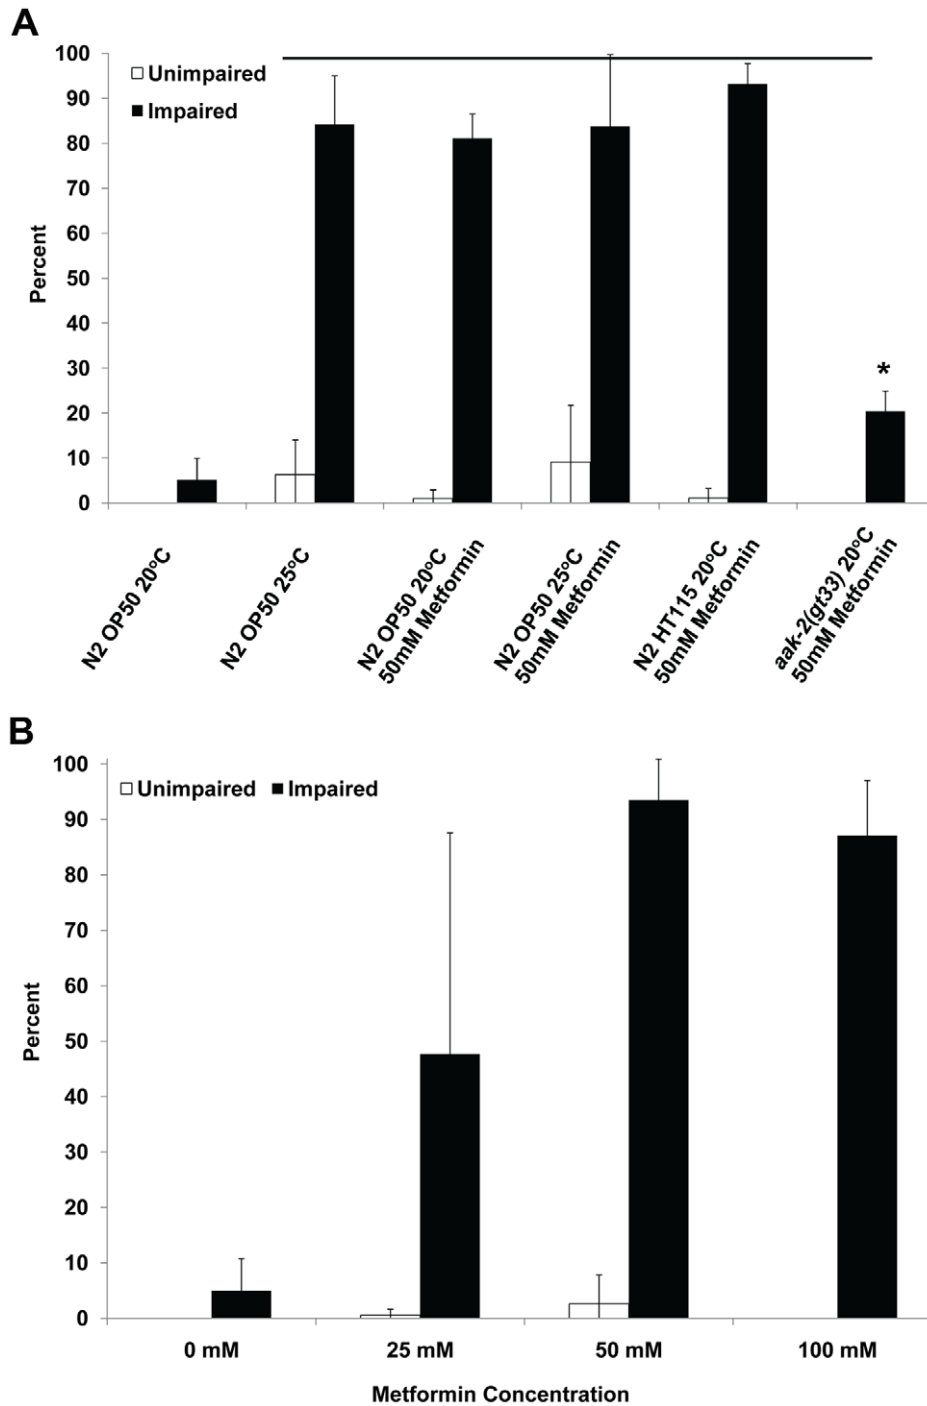 A
100
90
80
70
60
50
40
30
20
10
0
Percent
Unimpaired
Impaired
*
N2 OP50 20°C
N2 OP50 25°C
N2 OP50 20°C
50mM Metformin
N2 OP50 25°C
50mM Metformin
N2 HT115 20°C
50mM Metformin
aak-2(gt33) 20°C
50mM Metformin
B
100
90
80
70
60
50
40
30
20
10
0
Percent
Unimpaired Impaired
0 mM 25 mM 50 mM 100 mM
Metformin Concentration